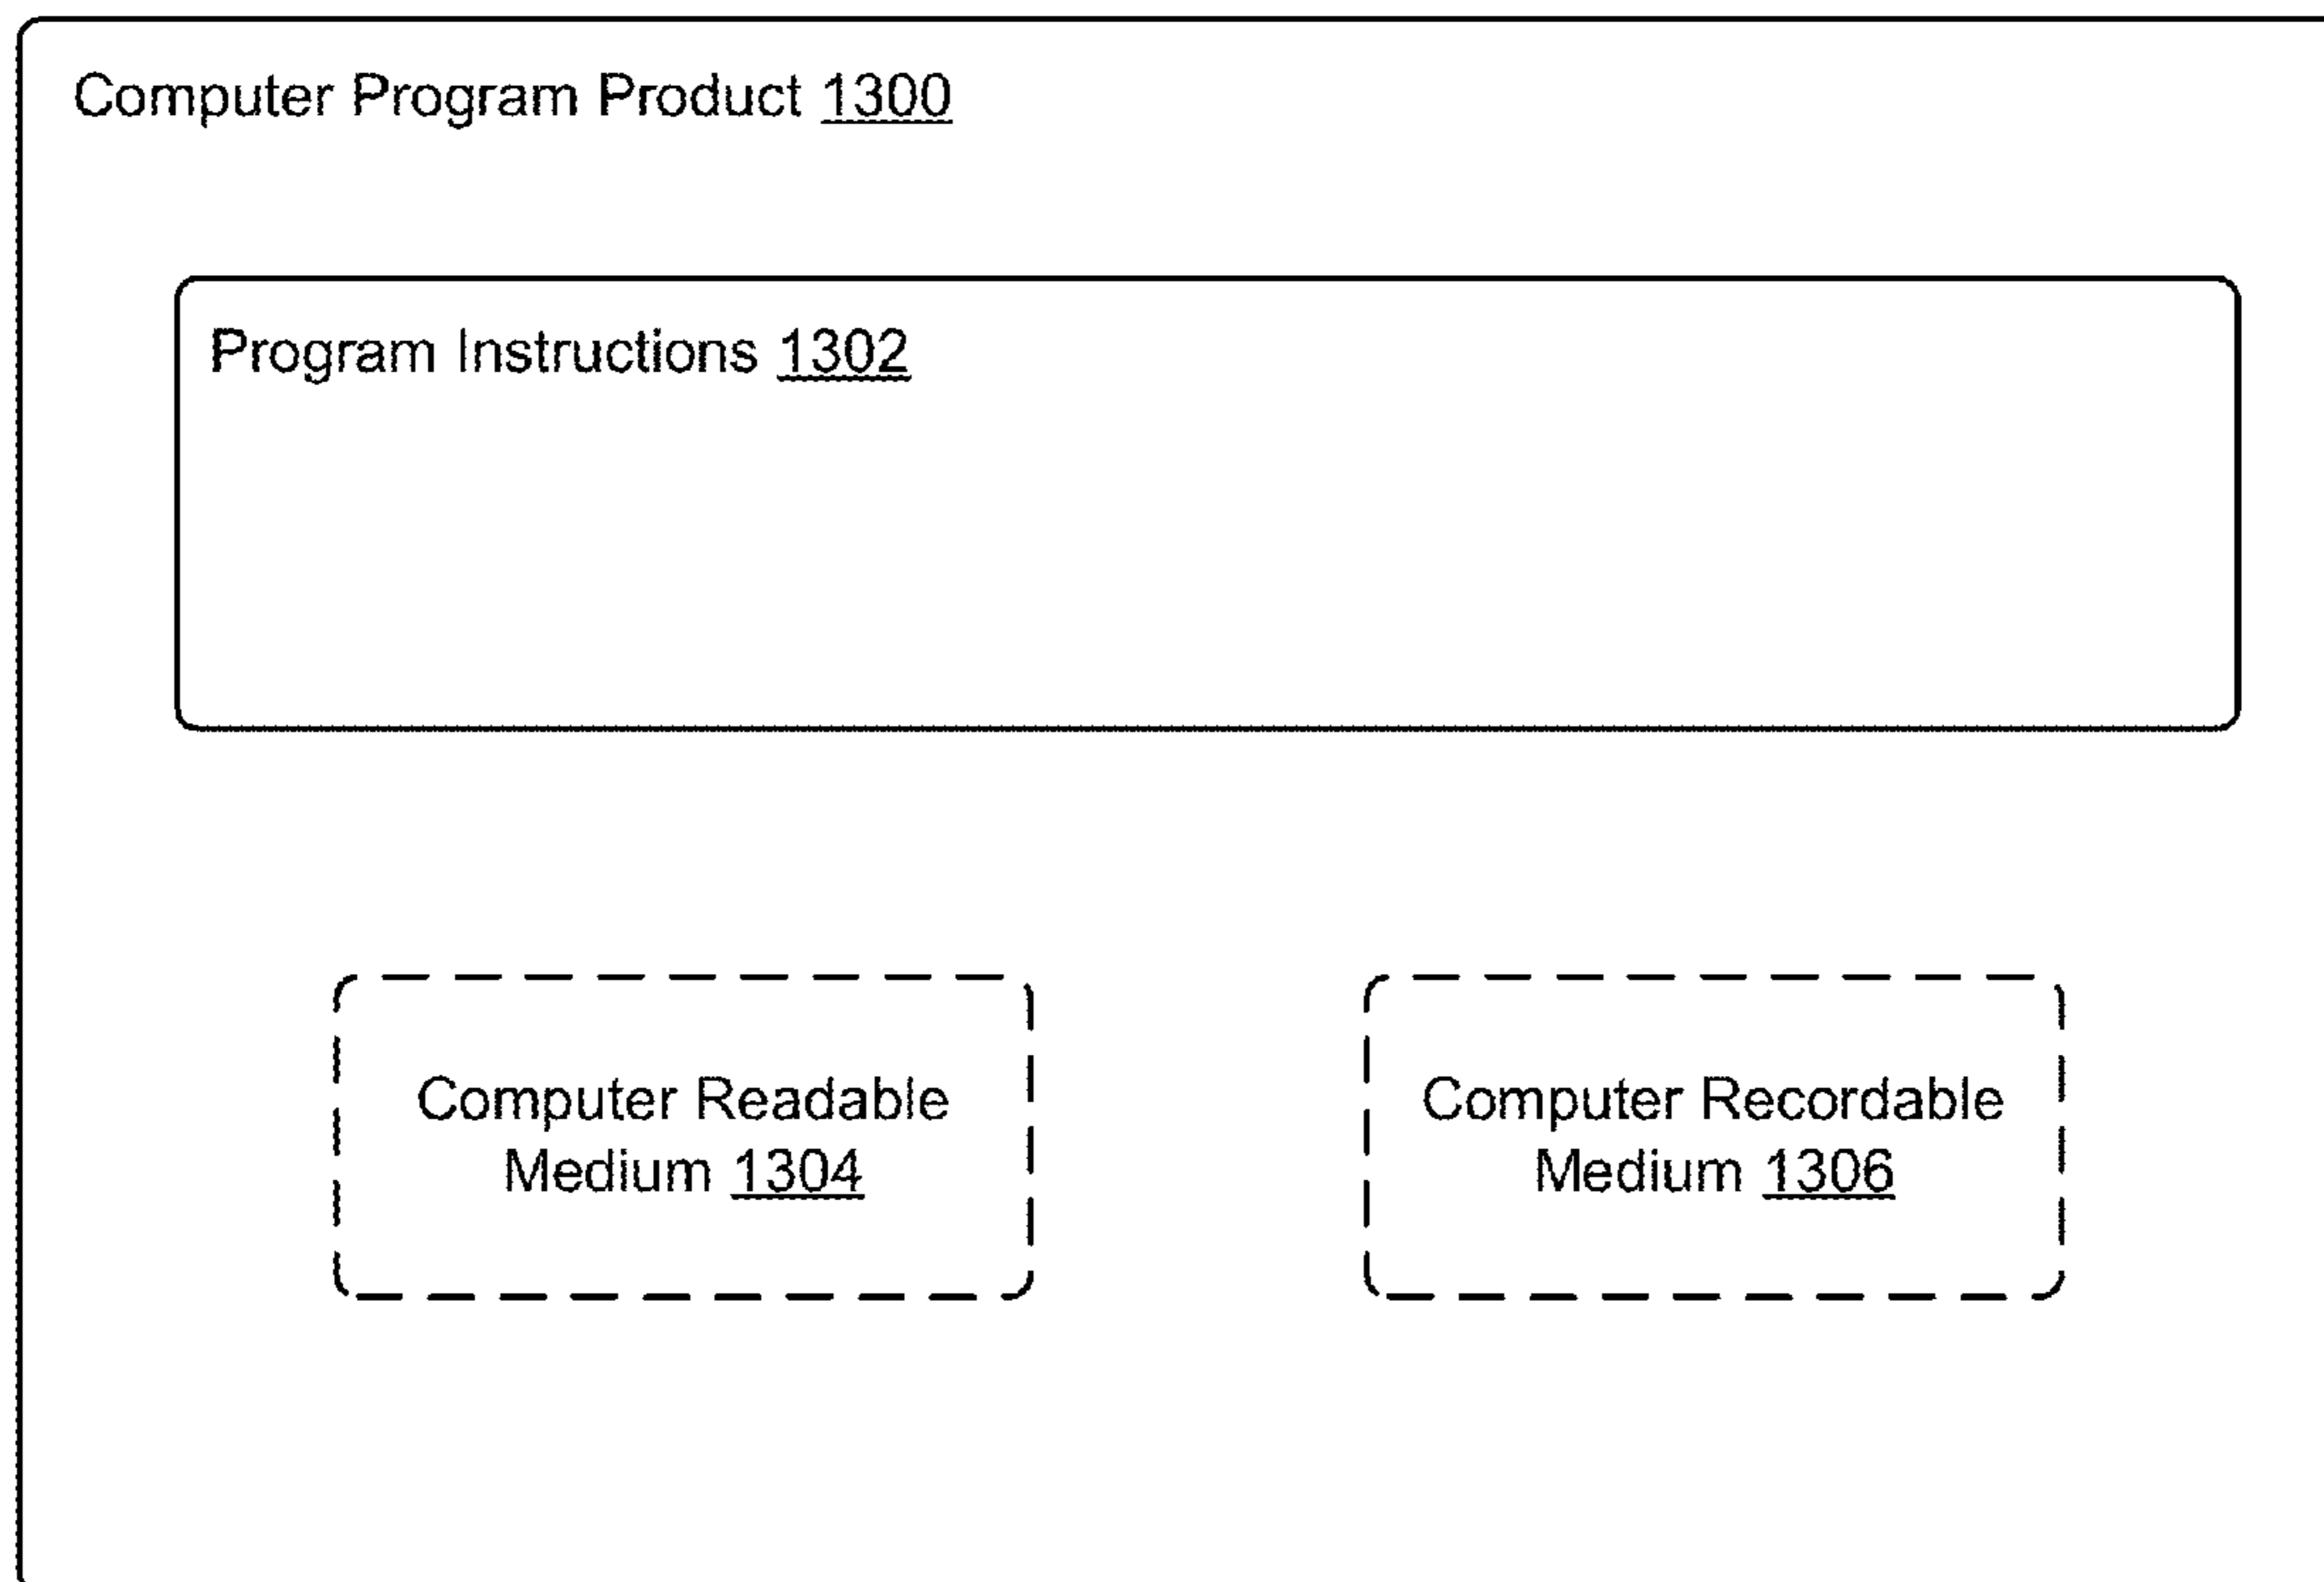 Computer Program Product 1300
Program Instructions 1302
Computer Readable
Medium 1304
Computer Recordable
Medium 1306